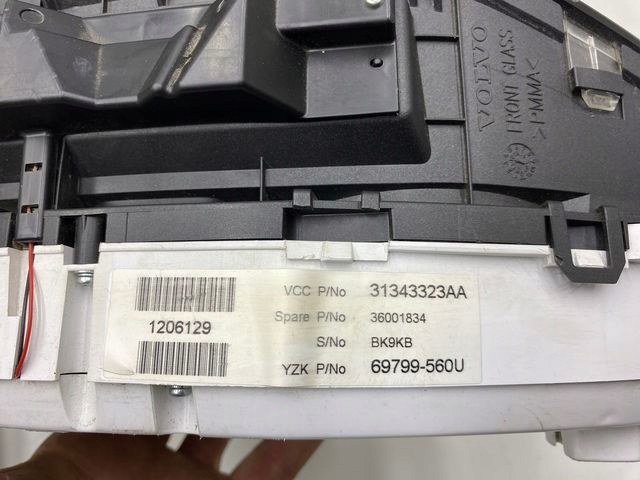 VOLVO
FRONT GLASS
>PMMA<
VCC P/No 31343323AA
1206129
Spare P/No 36001834
S/No BK9KB
YZK P/No 69799-560U